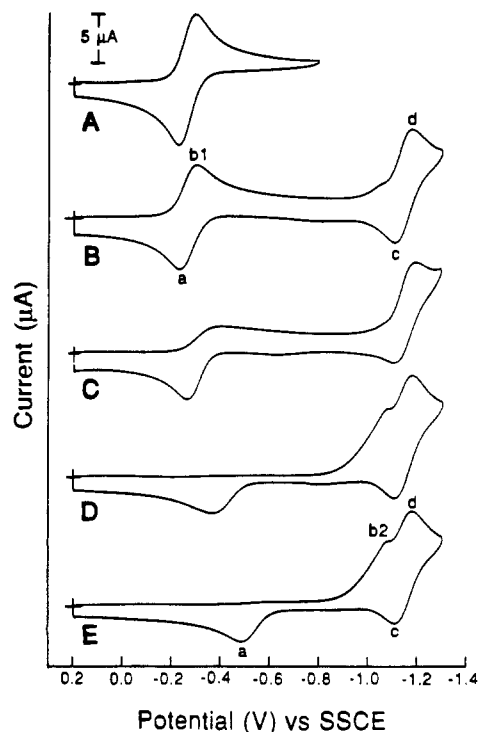 5 μA
A
b1
d
B
a
c
C
D
b2
d
E
a
c
Current (μA)
0.2 0.0 -0.2 -0.4 -0.6 -0.8 -1.0 -1.2 -1.4
Potential (V) vs SSCE